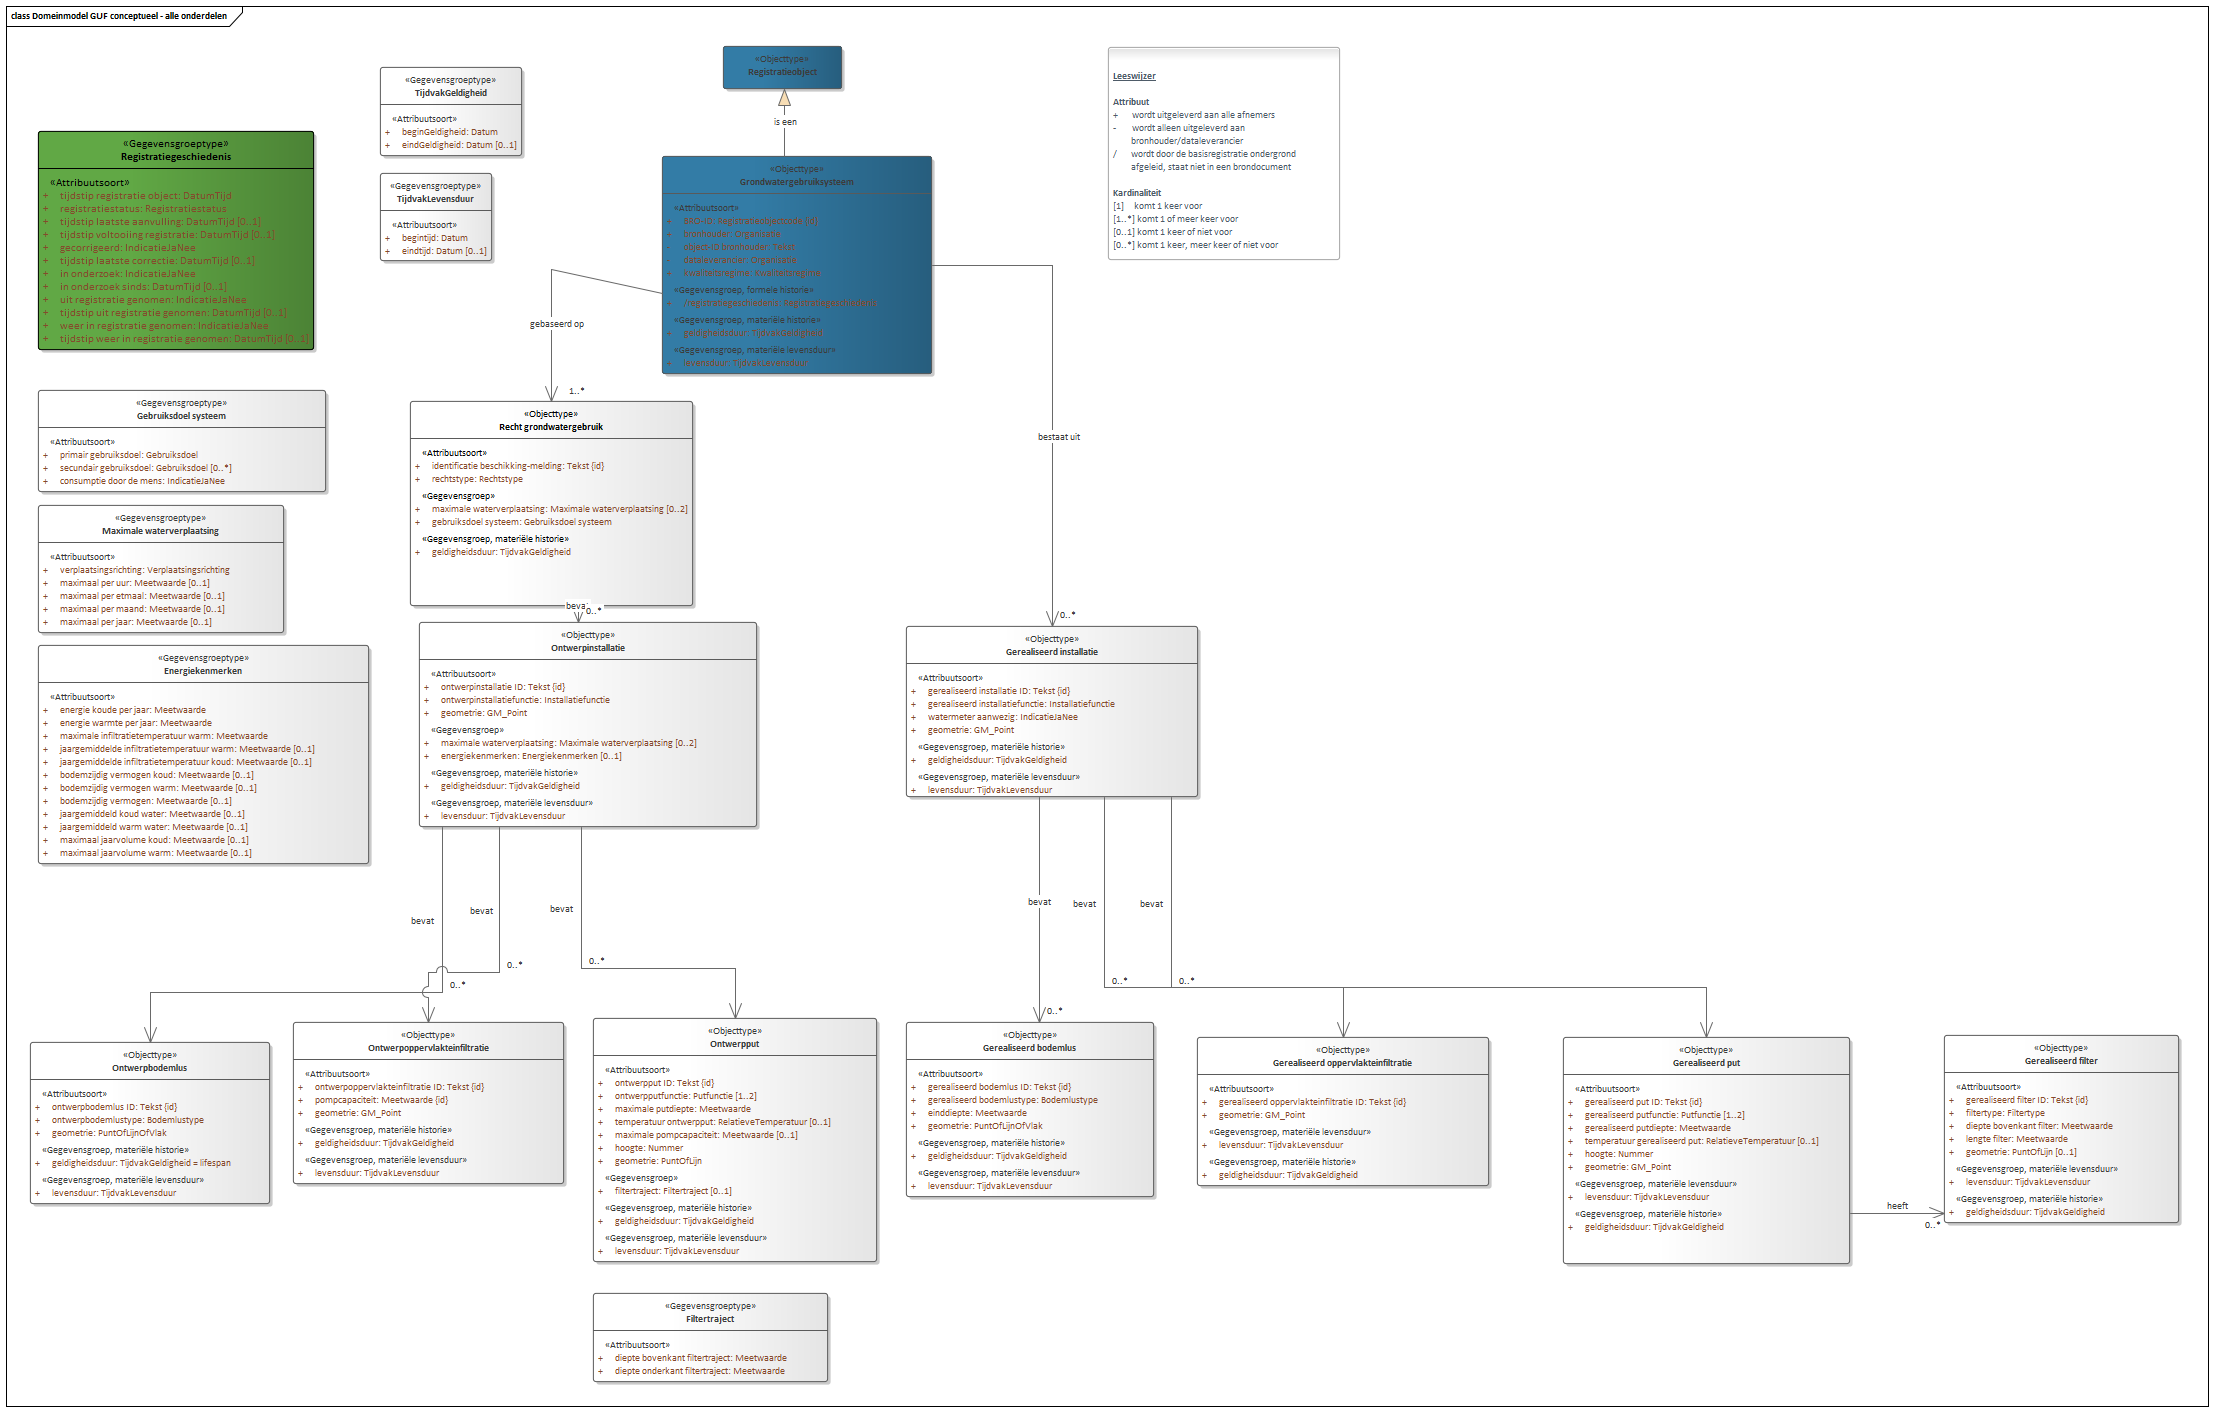 class Domeinmodel GUF conceptueel - alle onderdelen
«Objecttype»
Registratieobject
is een
«Gegevensgroeptype»
TijdvakGeldigheid
«Attribuutsoort»
+ beginGeldigheid: Datum
+ eindGeldigheid: Datum [0..1]
«Gegevensgroeptype»
TijdvakLevensduur
«Attribuutsoort»
+ begintijd: Datum
+ eindtijd: Datum [0..1]
Leeswijzer
Attribuut
+ wordt uitgeleverd aan alle afnemers
- wordt alleen uitgeleverd aan
bronhouder/dataleverancier
/ wordt door de basisregistratie ondergrond
afgeleid, staat niet in een brondocument
Kardinaliteit
[1] komt 1 keer voor
[1..*] komt 1 of meer keer voor
[0..1] komt 1 keer of niet voor
[0..*] komt 1 keer, meer keer of niet voor
«Gegevensgroeptype»
Registratiegeschiedenis
«Attribuutsoort»
+ tijdstip registratie object: DatumTijd
+ registratiestatus: Registratiestatus
+ tijdstip laatste aanvulling: DatumTijd [0..1]
+ tijdstip voltooiing registratie: DatumTijd [0..1]
+ gecorrigeerd: IndicatieJaNee
+ tijdstip laatste correctie: DatumTijd [0..1]
+ in onderzoek: IndicatieJaNee
+ in onderzoek sinds: DatumTijd [0..1]
+ uit registratie genomen: IndicatieJaNee
+ tijdstip uit registratie genomen: DatumTijd [0..1]
+ weer in registratie genomen: IndicatieJaNee
+ tijdstip weer in registratie genomen: DatumTijd [0..1]
«Objecttype»
Grondwatergebruiksysteem
«Attribuutsoort»
+ BRO-ID: Registratieobjectcode {id}
+ bronhouder: Organisatie
- object-ID bronhouder: Tekst
- dataleverancier: Organisatie
- kwaliteitsregime: Kwaliteitsregime
«Gegevensgroep, formele historie»
+ /registratiegeschiedenis: Registratiegeschiedenis
«Gegevensgroep, materiële historie»
+ geldigheidsduur: TijdvakGeldigheid
«Gegevensgroep, materiële levensduur»
+ levensduur: TijdvakLevensduur
gebaseerd op
1..*
bestaat uit
0..*
«Gegevensgroeptype»
Gebruiksdoel systeem
«Attribuutsoort»
+ primair gebruiksdoel: Gebruiksdoel
+ secundair gebruiksdoel: Gebruiksdoel [0..*]
+ consumptie door de mens: IndicatieJaNee
«Gegevensgroeptype»
Maximale waterverplaatsing
«Attribuutsoort»
+ verplaatsingsrichting: Verplaatsingsrichting
+ maximaal per uur: Meetwaarde [0..1]
+ maximaal per etmaal: Meetwaarde [0..1]
+ maximaal per maand: Meetwaarde [0..1]
+ maximaal per jaar: Meetwaarde [0..1]
«Gegevensgroeptype»
Energiekenmerken
«Attribuutsoort»
+ energie koude per jaar: Meetwaarde
+ energie warmte per jaar: Meetwaarde
+ maximale infiltratietemperatuur warm: Meetwaarde
+ jaargemiddelde infiltratietemperatuur warm: Meetwaarde [0..1]
+ jaargemiddelde infiltratietemperatuur koud: Meetwaarde [0..1]
+ bodemzijdig vermogen koud: Meetwaarde [0..1]
+ bodemzijdig vermogen warm: Meetwaarde [0..1]
+ bodemzijdig vermogen: Meetwaarde [0..1]
+ jaargemiddeld koud water: Meetwaarde [0..1]
+ jaargemiddeld warm water: Meetwaarde [0..1]
+ maximaal jaarvolume koud: Meetwaarde [0..1]
+ maximaal jaarvolume warm: Meetwaarde [0..1]
«Objecttype»
Recht grondwatergebruik
«Attribuutsoort»
+ identificatie beschikking-melding: Tekst {id}
+ rechtstype: Rechtstype
«Gegevensgroep»
+ maximale waterverplaatsing: Maximale waterverplaatsing [0..2]
+ gebruiksdoel systeem: Gebruiksdoel systeem
«Gegevensgroep, materiële historie»
+ geldigheidsduur: TijdvakGeldigheid
bevat
0..*
«Objecttype»
Ontwerpinstallatie
«Attribuutsoort»
+ ontwerpinstallatie ID: Tekst {id}
+ ontwerpinstallatiefunctie: Installatiefunctie
+ geometrie: GM_Point
«Gegevensgroep»
+ maximale waterverplaatsing: Maximale waterverplaatsing [0..2]
+ energiekenmerken: Energiekenmerken [0..1]
«Gegevensgroep, materiële historie»
+ geldigheidsduur: TijdvakGeldigheid
«Gegevensgroep, materiële levensduur»
+ levensduur: TijdvakLevensduur
«Objecttype»
Gerealiseerd installatie
«Attribuutsoort»
+ gerealiseerd installatie ID: Tekst {id}
+ gerealiseerd installatiefunctie: Installatiefunctie
+ watermeter aanwezig: IndicatieJaNee
+ geometrie: GM_Point
«Gegevensgroep, materiële historie»
+ geldigheidsduur: TijdvakGeldigheid
«Gegevensgroep, materiële levensduur»
+ levensduur: TijdvakLevensduur
bevat
bevat
bevat
0..*
0..*
0..*
bevat
bevat
bevat
0..*
0..*
0..*
«Objecttype»
Ontwerpbodemlus
«Attribuutsoort»
+ ontwerpbodemlus ID: Tekst {id}
+ ontwerpbodemlustype: Bodemlustype
+ geometrie: PuntOfLijnOfVlak
«Gegevensgroep, materiële historie»
+ geldigheidsduur: TijdvakGeldigheid = lifespan
«Gegevensgroep, materiële levensduur»
+ levensduur: TijdvakLevensduur
«Objecttype»
Ontwerpoppervlakteinfiltratie
«Attribuutsoort»
+ ontwerpoppervlakteinfiltratie ID: Tekst {id}
+ pompcapaciteit: Meetwaarde {id}
+ geometrie: GM_Point
«Gegevensgroep, materiële historie»
+ geldigheidsduur: TijdvakGeldigheid
«Gegevensgroep, materiële levensduur»
+ levensduur: TijdvakLevensduur
«Objecttype»
Ontwerpput
«Attribuutsoort»
+ ontwerpput ID: Tekst {id}
+ ontwerpputfunctie: Putfunctie [1..2]
+ maximale putdiepte: Meetwaarde
+ temperatuur ontwerpput: RelatieveTemperatuur [0..1]
+ maximale pompcapaciteit: Meetwaarde [0..1]
+ hoogte: Nummer
+ geometrie: PuntOfLijn
«Gegevensgroep»
+ filtertraject: Filtertraject [0..1]
«Gegevensgroep, materiële historie»
+ geldigheidsduur: TijdvakGeldigheid
«Gegevensgroep, materiële levensduur»
+ levensduur: TijdvakLevensduur
«Objecttype»
Gerealiseerd bodemlus
«Attribuutsoort»
+ gerealiseerd bodemlus ID: Tekst {id}
+ gerealiseerd bodemlustype: Bodemlustype
+ einddiepte: Meetwaarde
+ geometrie: PuntOfLijnOfVlak
«Gegevensgroep, materiële historie»
+ geldigheidsduur: TijdvakGeldigheid
«Gegevensgroep, materiële levensduur»
+ levensduur: TijdvakLevensduur
«Objecttype»
Gerealiseerd oppervlakteinfiltratie
«Attribuutsoort»
+ gerealiseerd oppervlakteinfiltratie ID: Tekst {id}
+ geometrie: GM_Point
«Gegevensgroep, materiële levensduur»
+ levensduur: TijdvakLevensduur
«Gegevensgroep, materiële historie»
+ geldigheidsduur: TijdvakGeldigheid
«Objecttype»
Gerealiseerd put
«Attribuutsoort»
+ gerealiseerd put ID: Tekst {id}
+ gerealiseerd putfunctie: Putfunctie [1..2]
+ gerealiseerd putdiepte: Meetwaarde
+ temperatuur gerealiseerd put: RelatieveTemperatuur [0..1]
+ hoogte: Nummer
+ geometrie: GM_Point
«Gegevensgroep, materiële levensduur»
+ levensduur: TijdvakLevensduur
«Gegevensgroep, materiële historie»
+ geldigheidsduur: TijdvakGeldigheid
heeft
0..*
«Objecttype»
Gerealiseerd filter
«Attribuutsoort»
+ gerealiseerd filter ID: Tekst {id}
+ filtertype: Filtertype
+ diepte bovenkant filter: Meetwaarde
+ lengte filter: Meetwaarde
+ geometrie: PuntOfLijn [0..1]
«Gegevensgroep, materiële levensduur»
+ levensduur: TijdvakLevensduur
«Gegevensgroep, materiële historie»
+ geldigheidsduur: TijdvakGeldigheid
«Gegevensgroeptype»
Filtertraject
«Attribuutsoort»
+ diepte bovenkant filtertraject: Meetwaarde
+ diepte onderkant filtertraject: Meetwaarde